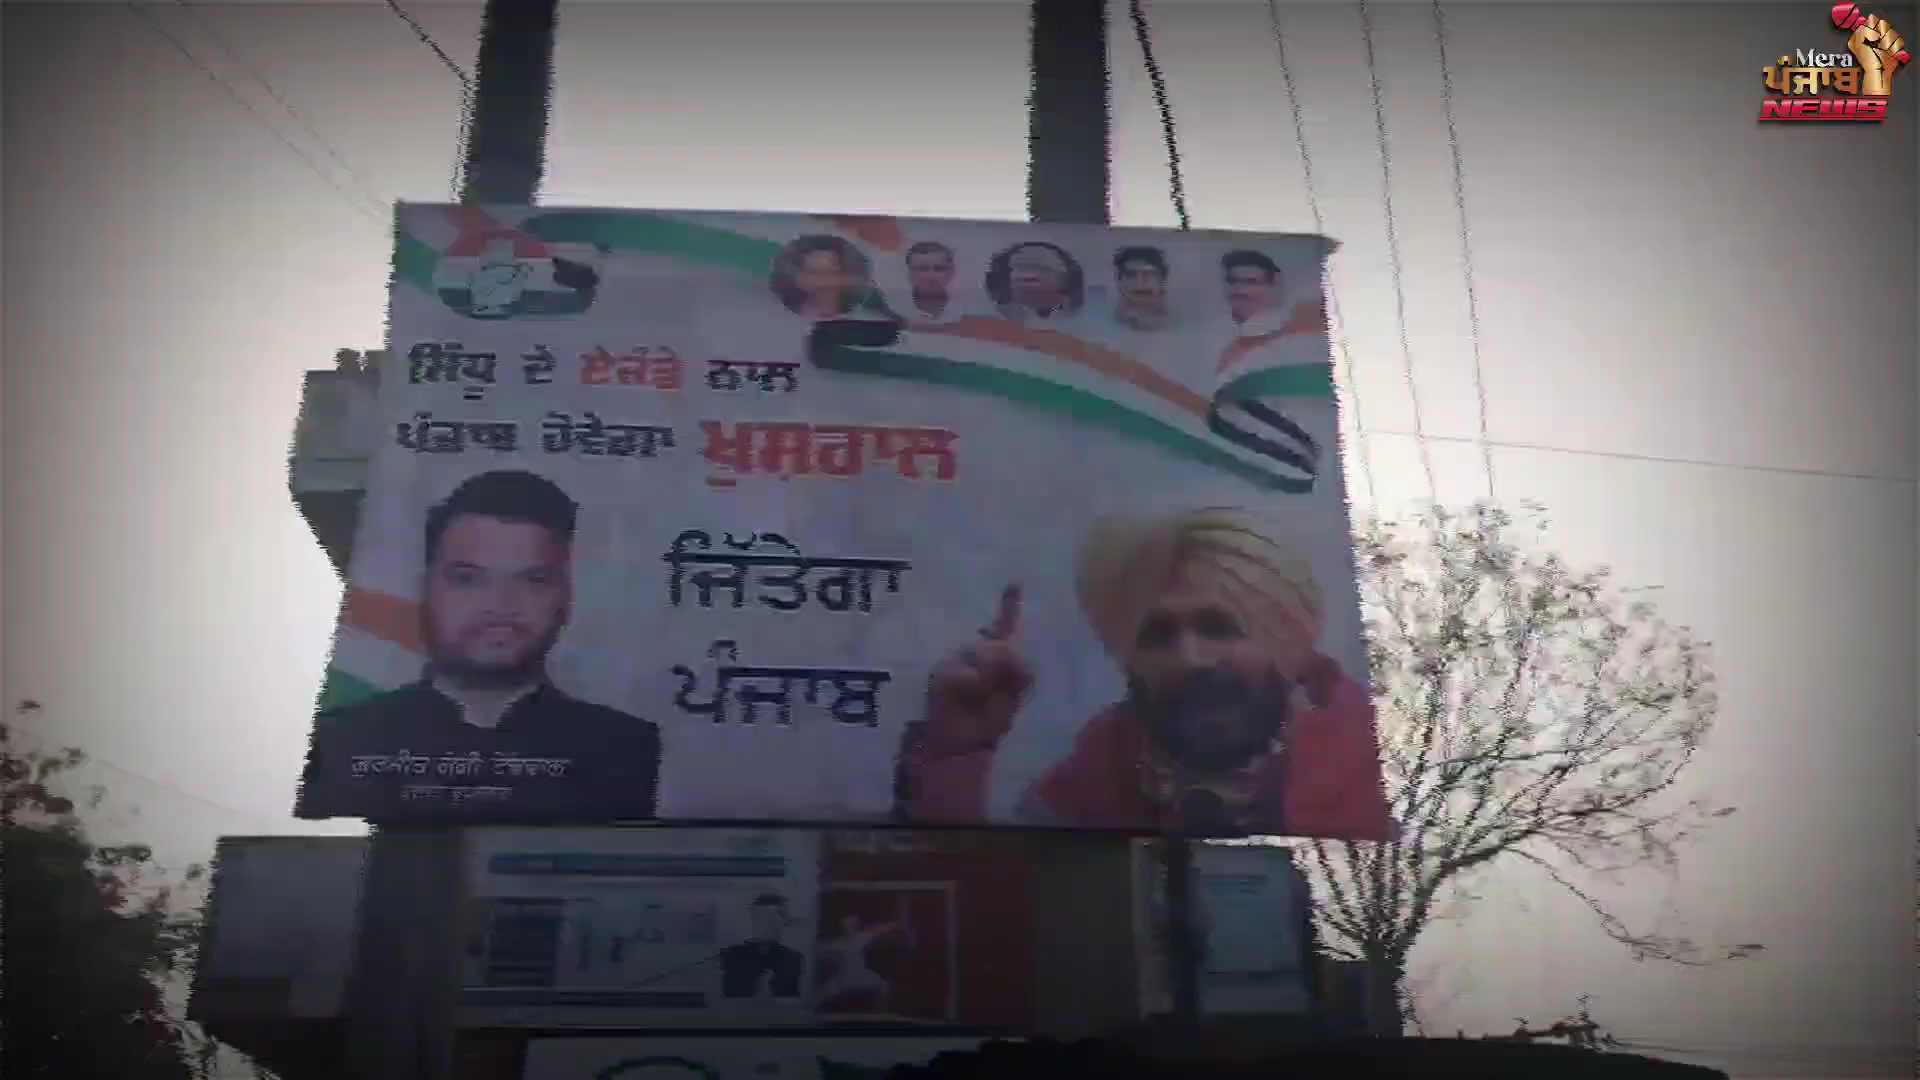 Mera
ਪੰਜਾਬ
NEWS
ਸਿੱਧੂ ਦੇ ਏਜੰਡੇ ਨਾਲ
ਪੰਜਾਬ ਹੋਵੇਗਾ ਖੁਸ਼ਹਾਲ
ਜਿੱਤੇਗਾ
ਪੰਜਾਬ